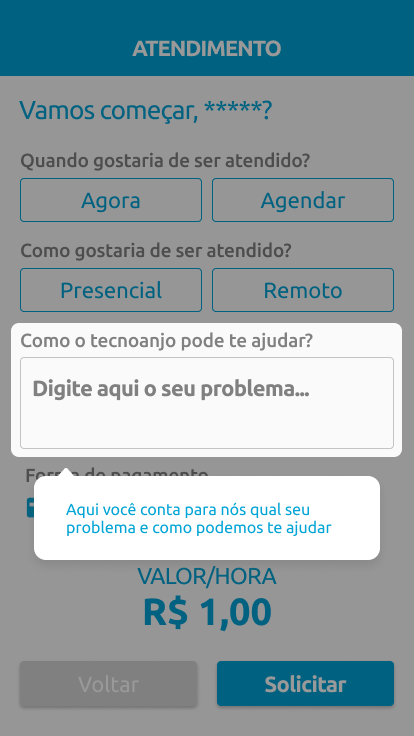 ATENDIMENTO
Vamos começar, *****?
Quando gostaria de ser atendido?
Agora Agendar
Como gostaria de ser atendido?
Presencial Remoto
Como o tecnoanjo pode te ajudar?
Digite aqui o seu problema...
Forma de pagamento
Aqui você conta para nós qual seu
problema e como podemos te ajudar
VALOR/HORA
R$ 1,00
Voltar Solicitar